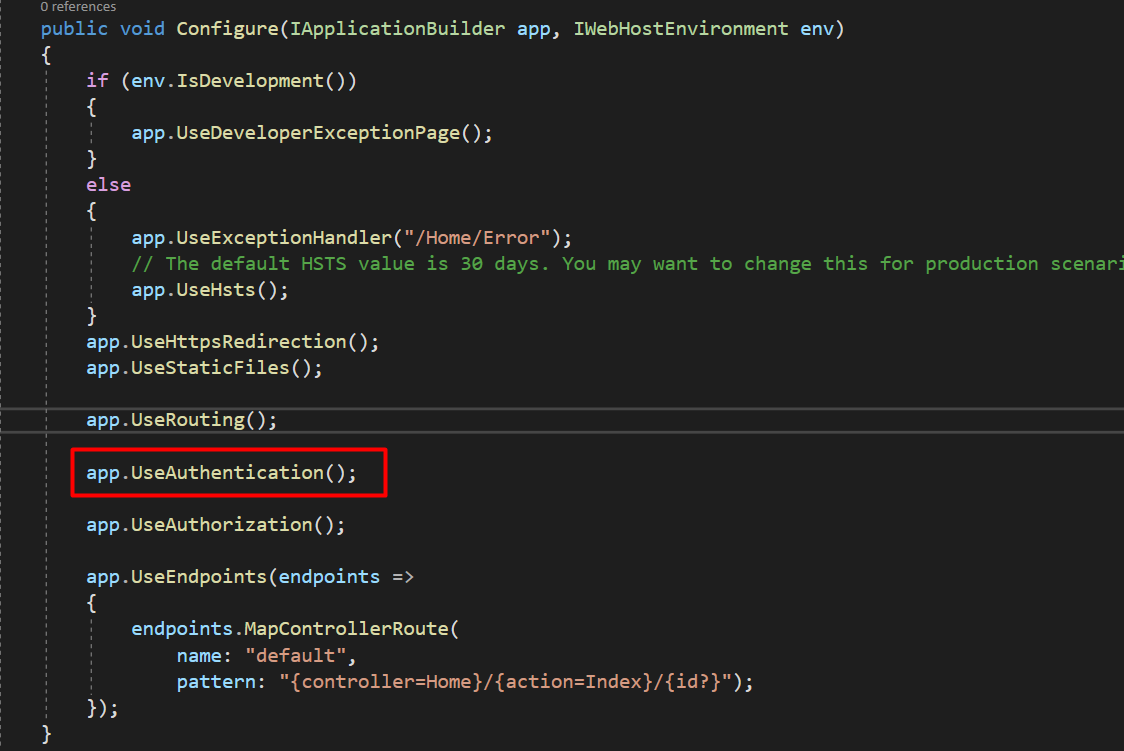 0 references
public void Configure(IApplicationBuilder app, IWebHostEnvironment env)
{
if (env.IsDevelopment())
{
app.UseDeveloperExceptionPage();
}
else
{
app.UseExceptionHandler("/Home/Error");
// The default HSTS value is 30 days. You may want to change this for production scenari
app.UseHsts();
}
app.UseHttpsRedirection();
app.UseStaticFiles();
app.UseRouting();
app.UseAuthentication();
app.UseAuthorization();
app.UseEndpoints(endpoints =>
{
endpoints.MapControllerRoute(
name: "default",
pattern: "{controller=Home}/{action=Index}/{id?}");
});
}